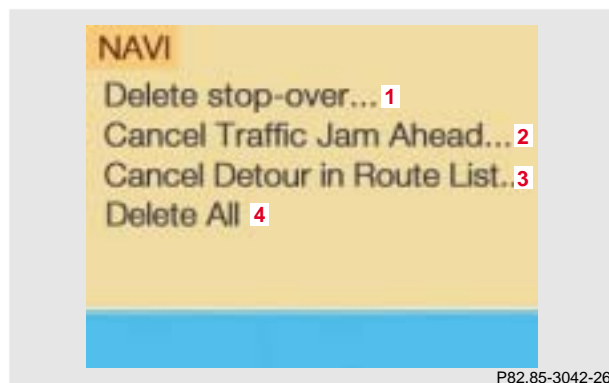 NAVI
Delete stop-over... 1
Cancel Traffic Jam Ahead... 2
Cancel Detour in Route List.. 3
Delete All 4
P82.85-3042-26